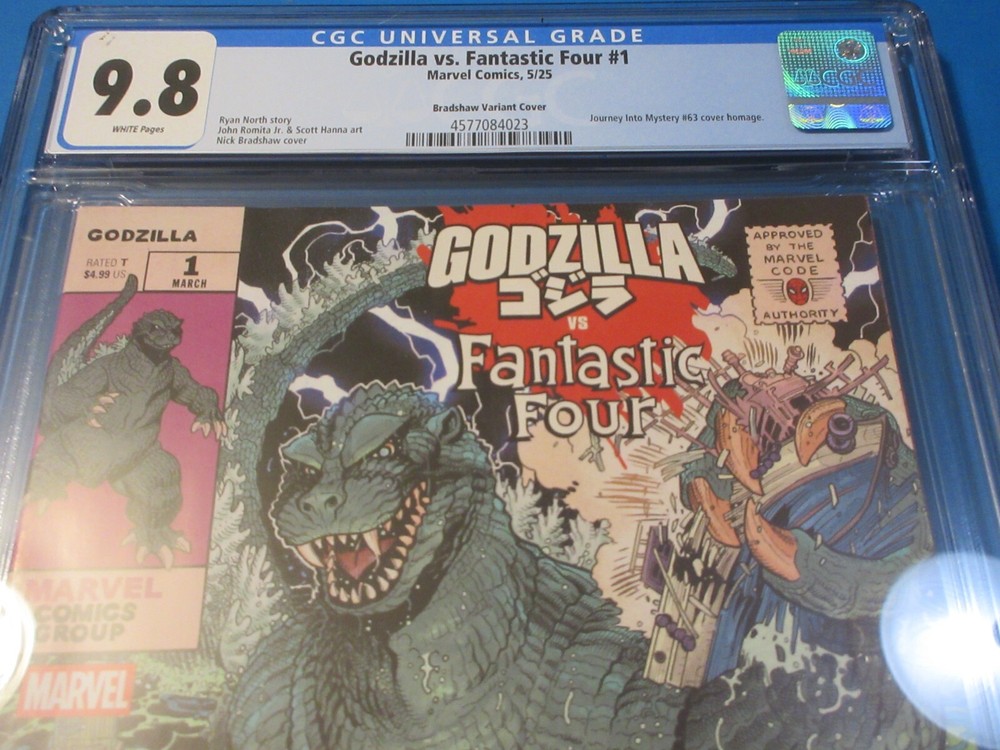 CGC UNIVERSAL GRADE
9.8
WHITE Pages
Godzilla vs. Fantastic Four #1
Marvel Comics, 5/25
Bradshaw Variant Cover
4577084023
Ryan North story
John Romita Jr. & Scott Hanna art
Nick Bradshaw cover
Journey Into Mystery #63 cover homage.
GODZILLA
RATED T
$4.99 US
1
MARCH
MARVEL
COMICS
GROUP
MARVEL
GODZILLA
ゴジラ
VS
Fantastic
Four
APPROVED
BY THE
MARVEL
CODE
AUTHORITY